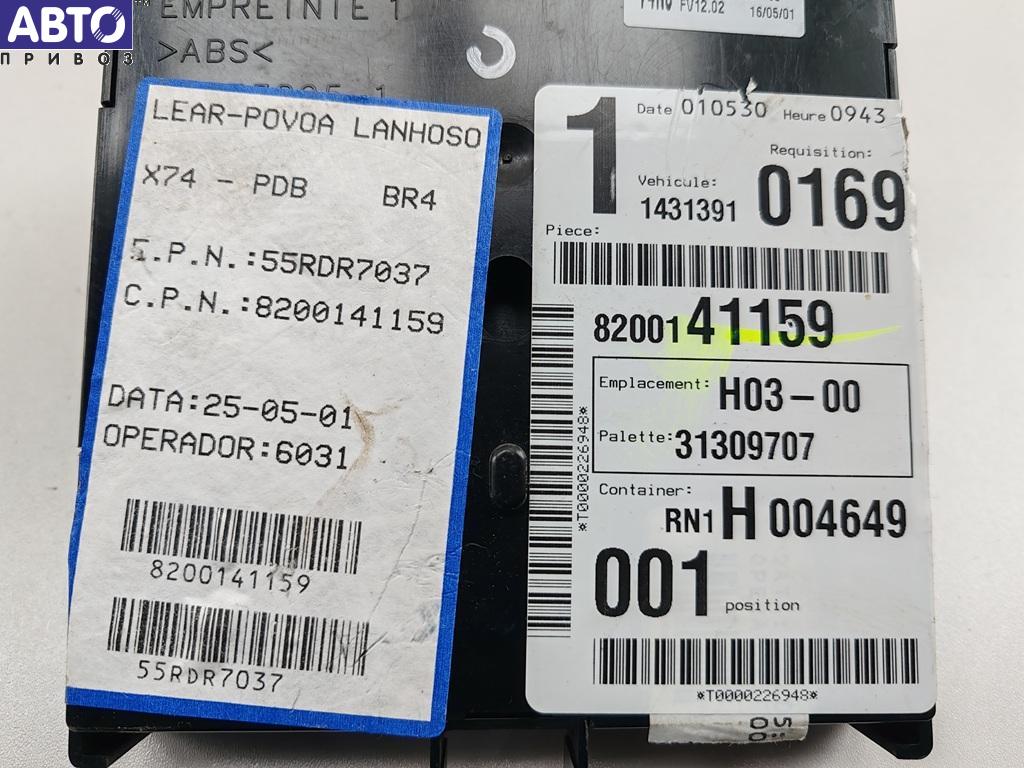 АВТО
ПРИВОЗ
EMPREINTE 1
>ABS<
FV12.02
16/05/01
LEAR-POVOA LANHOSO
X74 - PDB BR4
S.P.N.:55RDR7037
C.P.N.:8200141159
DATA:25-05-01
OPERADOR:6031
8200141159
55RDR7037
1
Date 010530 Heure 0943
Requisition:
Vehicule:
1431391 0169
Piece:
8200141159
Emplacement: H03-00
Palette: 31309707
Container:
RN1 H 004649
001 position
*T0000226948*
*T0000226948*